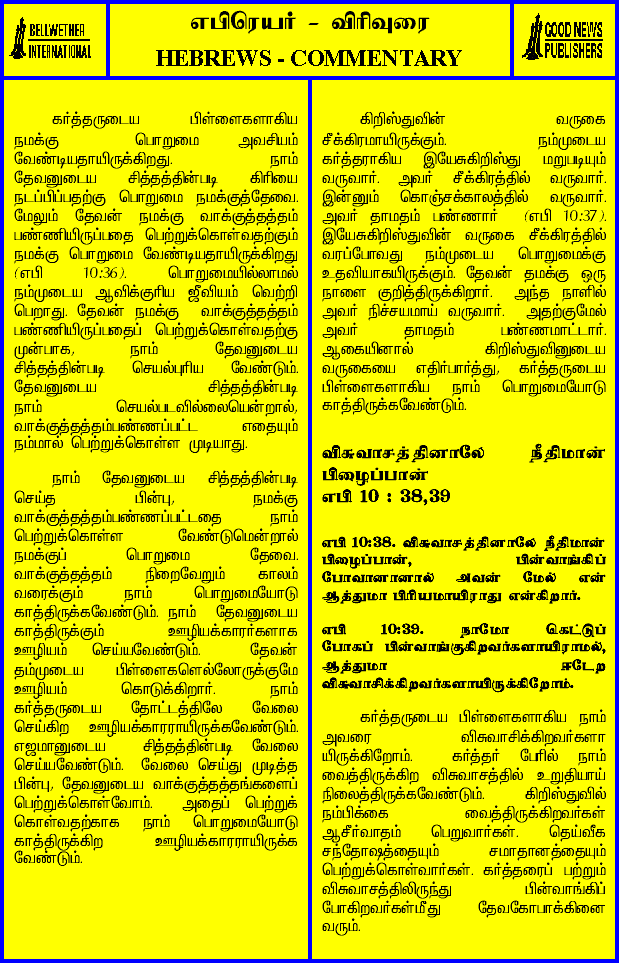 BELLWETHER
INTERNATIONAL
எபிரெயர் - விரிவுரை
HEBREWS - COMMENTARY
GOOD NEWS
PUBLISHERS
கர்த்தருடைய பிள்ளைகளாகிய
நமக்கு பொறுமை அவசியம்
வேண்டியதாயிருக்கிறது. நாம்
தேவனுடைய சித்தத்தின்படி கிரியை
நடப்பிப்பதற்கு பொறுமை நமக்குத்தேவை.
மேலும் தேவன் நமக்கு வாக்குத்தத்தம்
பண்ணியிருப்பதை பெற்றுக்கொள்வதற்கும்
நமக்கு பொறுமை வேண்டியதாயிருக்கிறது
(எபி 10:36). பொறுமையில்லாமல்
நம்முடைய ஆவிக்குரிய ஜீவியம் வெற்றி
பெறாது. தேவன் நமக்கு வாக்குத்தத்தம்
பண்ணியிருப்பதைப் பெற்றுக்கொள்வதற்கு
முன்பாக, நாம் தேவனுடைய
சித்தத்தின்படி செயல்புரிய வேண்டும்.
தேவனுடைய சித்தத்தின்படி
நாம் செயல்படவில்லையென்றால்,
வாக்குத்தத்தம்பண்ணப்பட்ட எதையும்
நம்மால் பெற்றுக்கொள்ள முடியாது.
நாம் தேவனுடைய சித்தத்தின்படி
செய்த பின்பு, நமக்கு
வாக்குத்தத்தம்பண்ணப்பட்டதை நாம்
பெற்றுக்கொள்ள வேண்டுமென்றால்
நமக்குப் பொறுமை தேவை.
வாக்குத்தத்தம் நிறைவேறும் காலம்
வரைக்கும் நாம் பொறுமையோடு
காத்திருக்கவேண்டும். நாம் தேவனுடைய
காத்திருக்கும் ஊழியக்காரர்களாக
ஊழியம் செய்யவேண்டும். தேவன்
தம்முடைய பிள்ளைகளெல்லோருக்குமே
ஊழியம் கொடுக்கிறார். நாம்
கர்த்தருடைய தோட்டத்திலே வேலை
செய்கிற ஊழியக்காரராயிருக்கவேண்டும்.
எஜமானுடைய சித்தத்தின்படி வேலை
செய்யவேண்டும். வேலை செய்து முடித்த
பின்பு, தேவனுடைய வாக்குத்தத்தங்களைப்
பெற்றுக்கொள்வோம். அதைப் பெற்றுக்
கொள்வதற்காக நாம் பொறுமையோடு
காத்திருக்கிற ஊழியக்காரராயிருக்க
வேண்டும்.
கிறிஸ்துவின் வருகை
சீக்கிரமாயிருக்கும். நம்முடைய
கர்த்தராகிய இயேசுகிறிஸ்து மறுபடியும்
வருவார். அவர் சீக்கிரத்தில் வருவார்.
இன்னும் கொஞ்சக்காலத்தில் வருவார்.
அவர் தாமதம் பண்ணார் (எபி 10:37).
இயேசுகிறிஸ்துவின் வருகை சீக்கிரத்தில்
வரப்போவது நம்முடைய பொறுமைக்கு
உதவியாகயிருக்கும். தேவன் தமக்கு ஒரு
நாளை குறித்திருக்கிறார். அந்த நாளில்
அவர் நிச்சயமாய் வருவார். அதற்குமேல்
அவர் தாமதம் பண்ணமாட்டார்.
ஆகையினால் கிறிஸ்துவினுடைய
வருகையை எதிர்பார்த்து, கர்த்தருடைய
பிள்ளைகளாகிய நாம் பொறுமையோடு
காத்திருக்கவேண்டும்.
விசுவாசத்தினாலே நீதிமான்
பிழைப்பான்
எபி 10 : 38,39
எபி 10:38. விசுவாசத்தினாலே நீதிமான்
பிழைப்பான், பின்வாங்கிப்
போவானானால் அவன் மேல் என்
ஆத்துமா பிரியமாயிராது என்கிறார்.
எபி 10:39. நாமோ கெட்டுப்
போகப் பின்வாங்குகிறவர்களாயிராமல்,
ஆத்துமா ஈடேற
விசுவாசிக்கிறவர்களாயிருக்கிறோம்.
கர்த்தருடைய பிள்ளைகளாகிய நாம்
அவரை விசுவாசிக்கிறவர்களா
யிருக்கிறோம். கர்த்தர் பேரில் நாம்
வைத்திருக்கிற விசுவாசத்தில் உறுதியாய்
நிலைத்திருக்கவேண்டும். கிறிஸ்துவில்
நம்பிக்கை வைத்திருக்கிறவர்கள்
ஆசீர்வாதம் பெறுவார்கள். தெய்வீக
சந்தோஷத்தையும் சமாதானத்தையும்
பெற்றுக்கொள்வார்கள். கர்த்தரைப் பற்றும்
விசுவாசத்திலிருந்து பின்வாங்கிப்
போகிறவர்கள்மீது தேவகோபாக்கினை
வரும்.